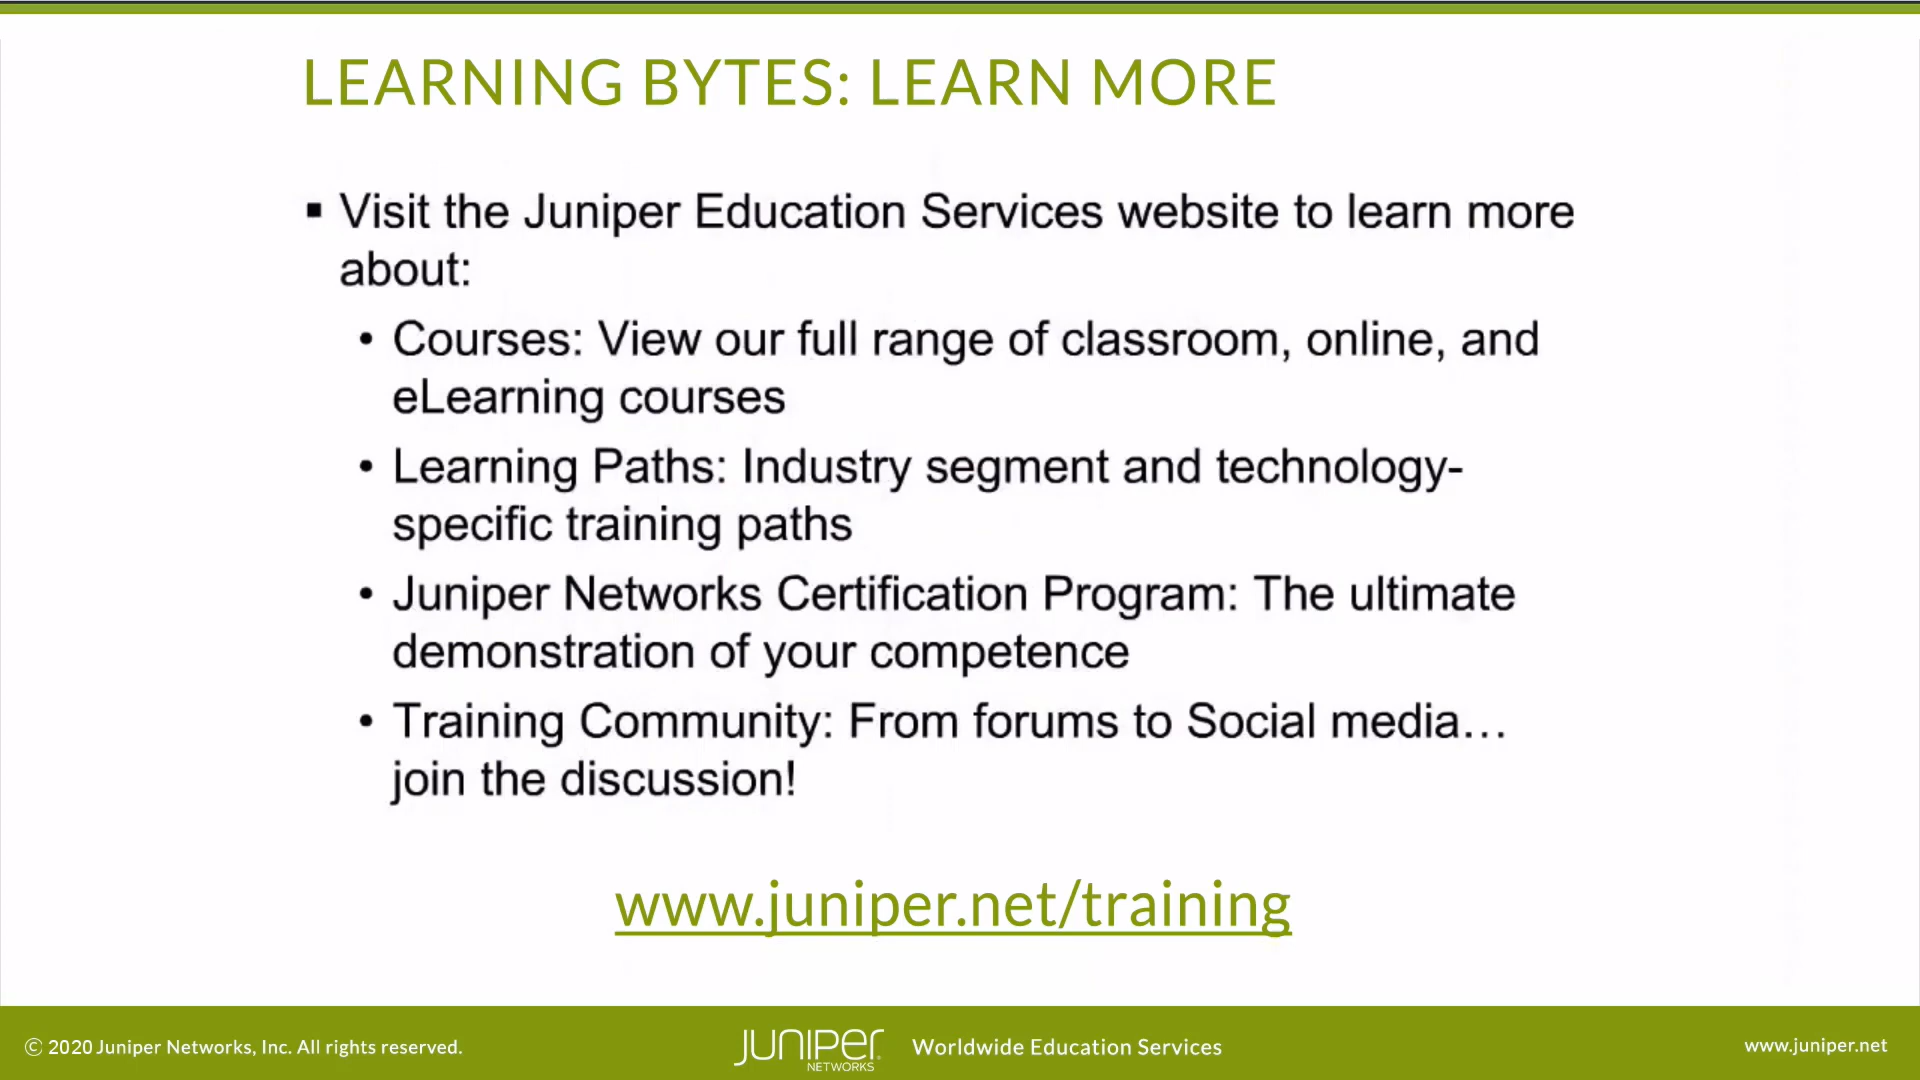 LEARNING BYTES: LEARN MORE
▪ Visit the Juniper Education Services website to learn more
about:
• Courses: View our full range of classroom, online, and
eLearning courses
• Learning Paths: Industry segment and technology-
specific training paths
• Juniper Networks Certification Program: The ultimate
demonstration of your competence
• Training Community: From forums to Social media…
join the discussion!
www.juniper.net/training
© 2020 Juniper Networks, Inc. All rights reserved.
JUNIPER
NETWORKS
Worldwide Education Services
www.juniper.net